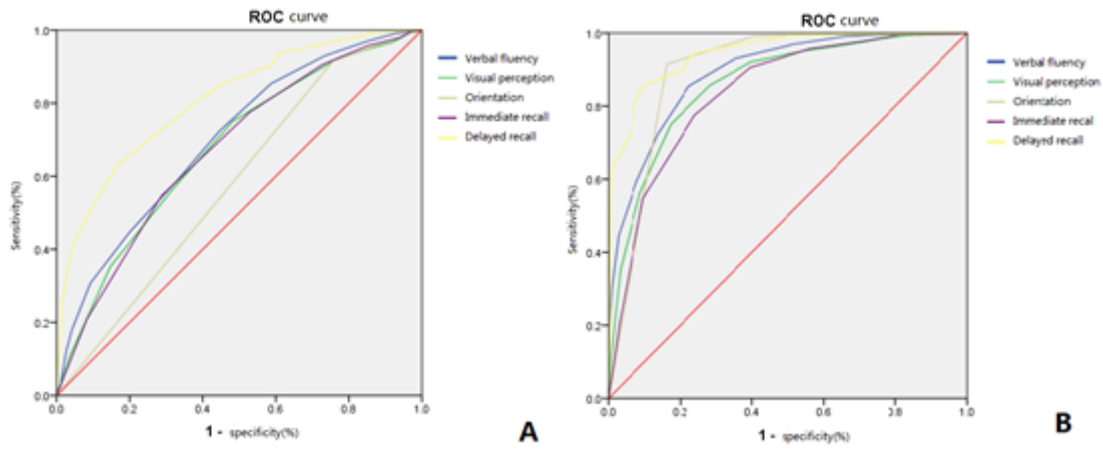 ROC curve
1.0
0.8
0.6
0.4
0.2
0.0
Sensitivity(%)
0.0 0.2 0.4 0.6 0.8 1.0
1 - specificity(%)
Verbal fluency
Visual perception
Orientation
Immediate recall
Delayed recall
A
ROC curve
1.0
0.8
0.6
0.4
0.2
0.0
Sensitivity(%)
0.0 0.2 0.4 0.6 0.8 1.0
1 - specificity(%)
Verbal fluency
Visual perception
Orientation
Immediate recal
Delayed recall
B